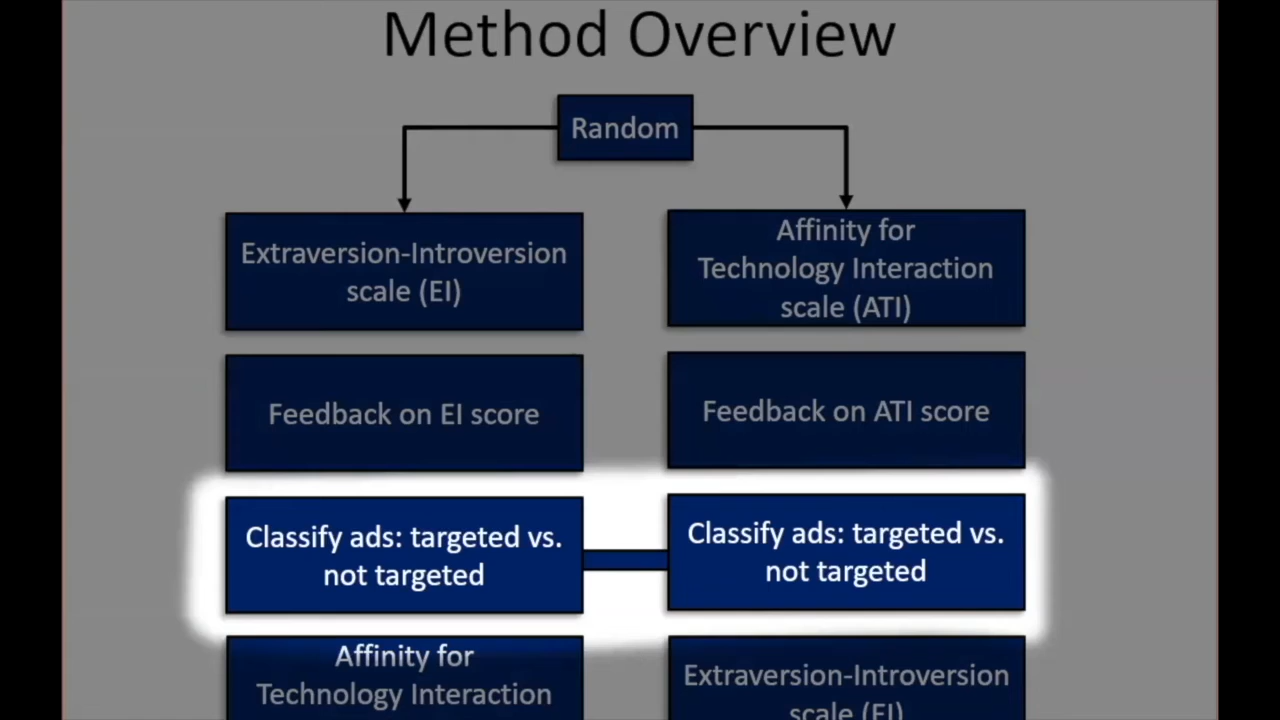 Method Overview
Random
Extraversion-Introversion
scale (EI)
Affinity for
Technology Interaction
scale (ATI)
Feedback on EI score
Feedback on ATI score
Classify ads: targeted vs.
not targeted
Classify ads: targeted vs.
not targeted
Affinity for
Technology Interaction
Extraversion-Introversion
scale (EI)